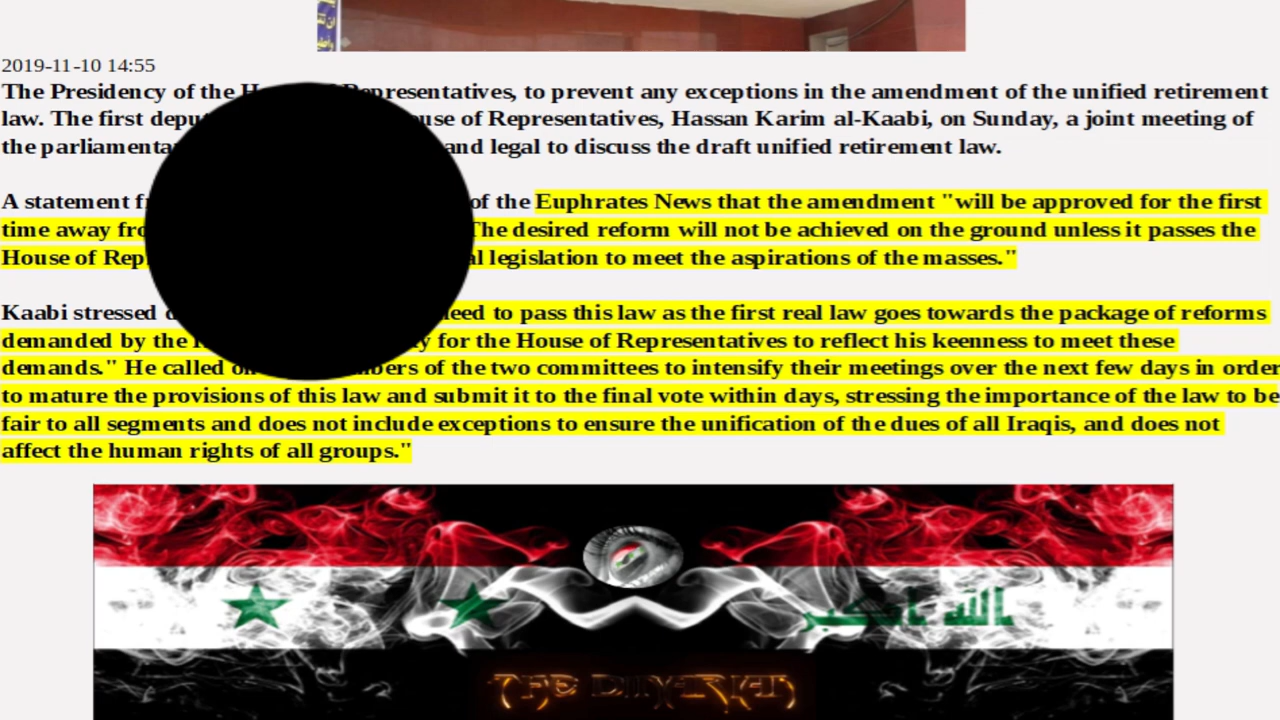 2019-11-10 14:55
The Presidency of the Representatives, to prevent any exceptions in the amendment of the unified retirement
law. The first of Representatives, Hassan Karim al-Kaabi, on Sunday, a joint meeting of
the and legal to discuss the draft unified retirement law.
A statement of the Euphrates News that the amendment "will be approved for the first
time away The desired reform will not be achieved on the ground unless it passes the
House of legislation to meet the aspirations of the masses."
Kaabi stressed to pass this law as the first real law goes towards the package of reforms
demanded by the for the House of Representatives to reflect his keenness to meet these
demands." He called of the two committees to intensify their meetings over the next few days in order
to mature the provisions of this law and submit it to the final vote within days, stressing the importance of the law to be
fair to all segments and does not include exceptions to ensure the unification of the dues of all Iraqis, and does not
affect the human rights of all groups."
THE DINARIAN